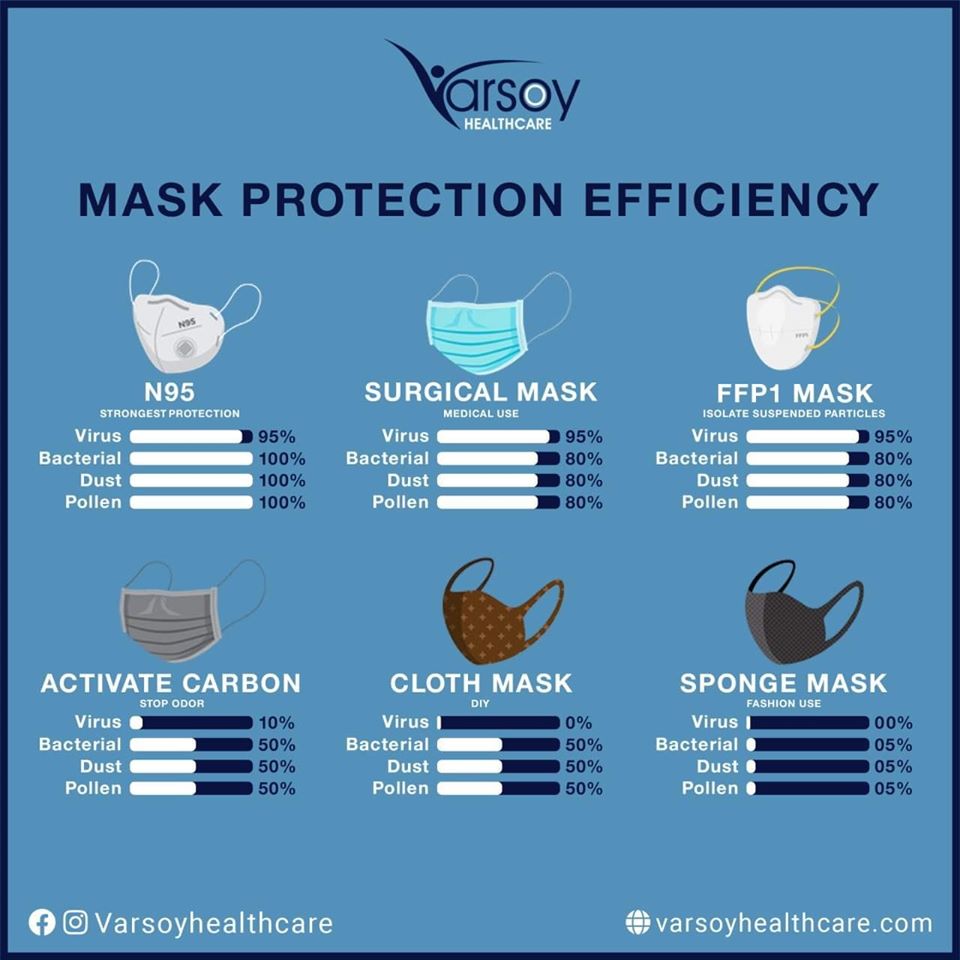 Varsoy
HEALTHCARE
MASK PROTECTION EFFICIENCY
N95
FFP1
N95
STRONGEST PROTECTION
Virus 95%
Bacterial 100%
Dust 100%
Pollen 100%
SURGICAL MASK
MEDICAL USE
Virus 95%
Bacterial 80%
Dust 80%
Pollen 80%
FFP1 MASK
ISOLATE SUSPENDED PARTICLES
Virus 95%
Bacterial 80%
Dust 80%
Pollen 80%
ACTIVATE CARBON
STOP ODOR
Virus 10%
Bacterial 50%
Dust 50%
Pollen 50%
CLOTH MASK
DIY
Virus 0%
Bacterial 50%
Dust 50%
Pollen 50%
SPONGE MASK
FASHION USE
Virus 00%
Bacterial 05%
Dust 05%
Pollen 05%
Varsoyhealthcare
varsoyhealthcare.com